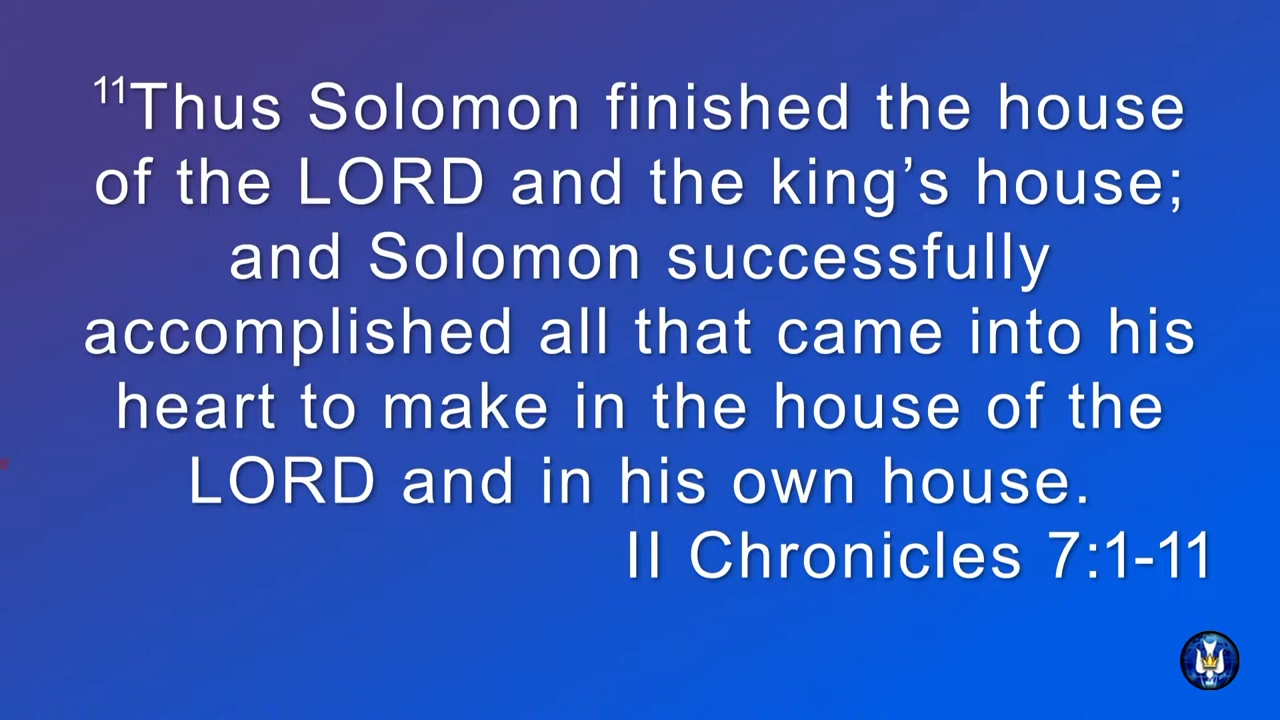 ¹¹Thus Solomon finished the house
of the LORD and the king’s house;
and Solomon successfully
accomplished all that came into his
heart to make in the house of the
LORD and in his own house.
II Chronicles 7:1-11